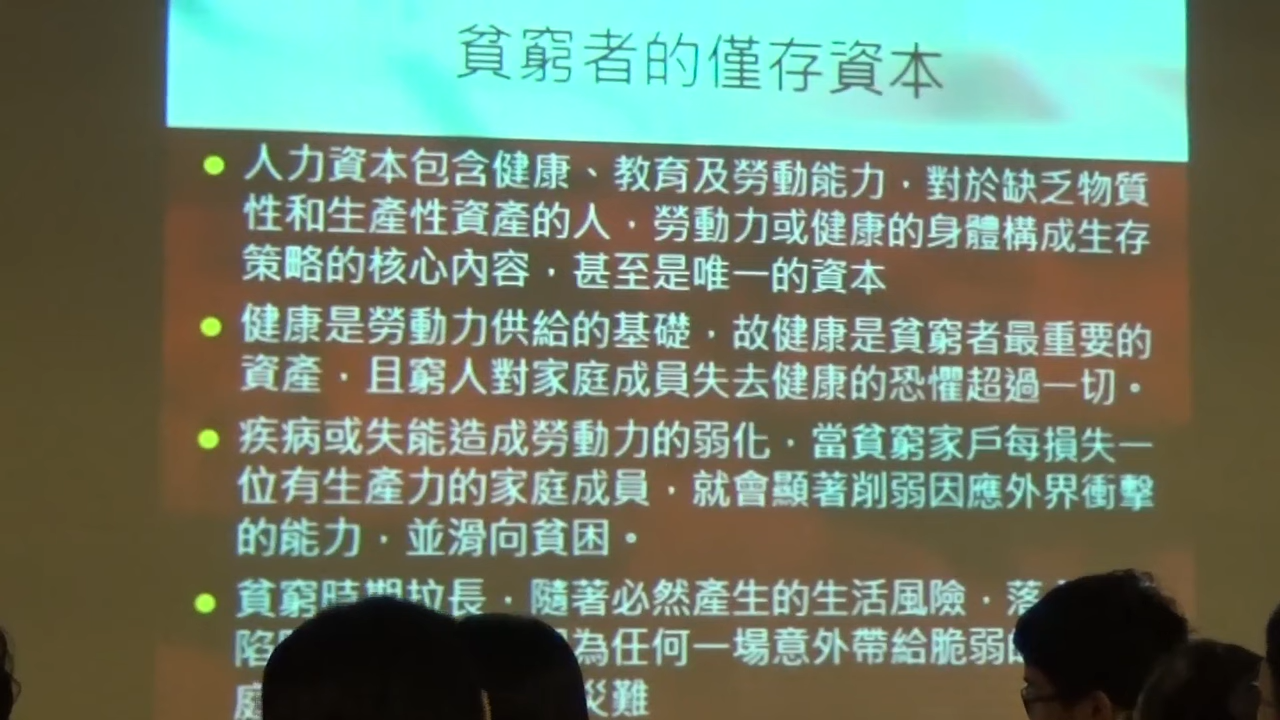 貧窮者的僅存資本
人力資本包含健康、教育及勞動能力，對於缺乏物質
性和生產性資產的人，勞動力或健康的身體構成生存
策略的核心內容，甚至是唯一的資本
健康是勞動力供給的基礎，故健康是貧窮者最重要的
資產，且窮人對家庭成員失去健康的恐懼超過一切。
疾病或失能造成勞動力的弱化，當貧窮家戶每損失一
位有生產力的家庭成員，就會顯著削弱因應外界衝擊
的能力，並滑向貧困。
貧窮時期拉長，隨著必然產生的生活風險，落
陷 為任何一場意外帶給脆弱的
庭 災難